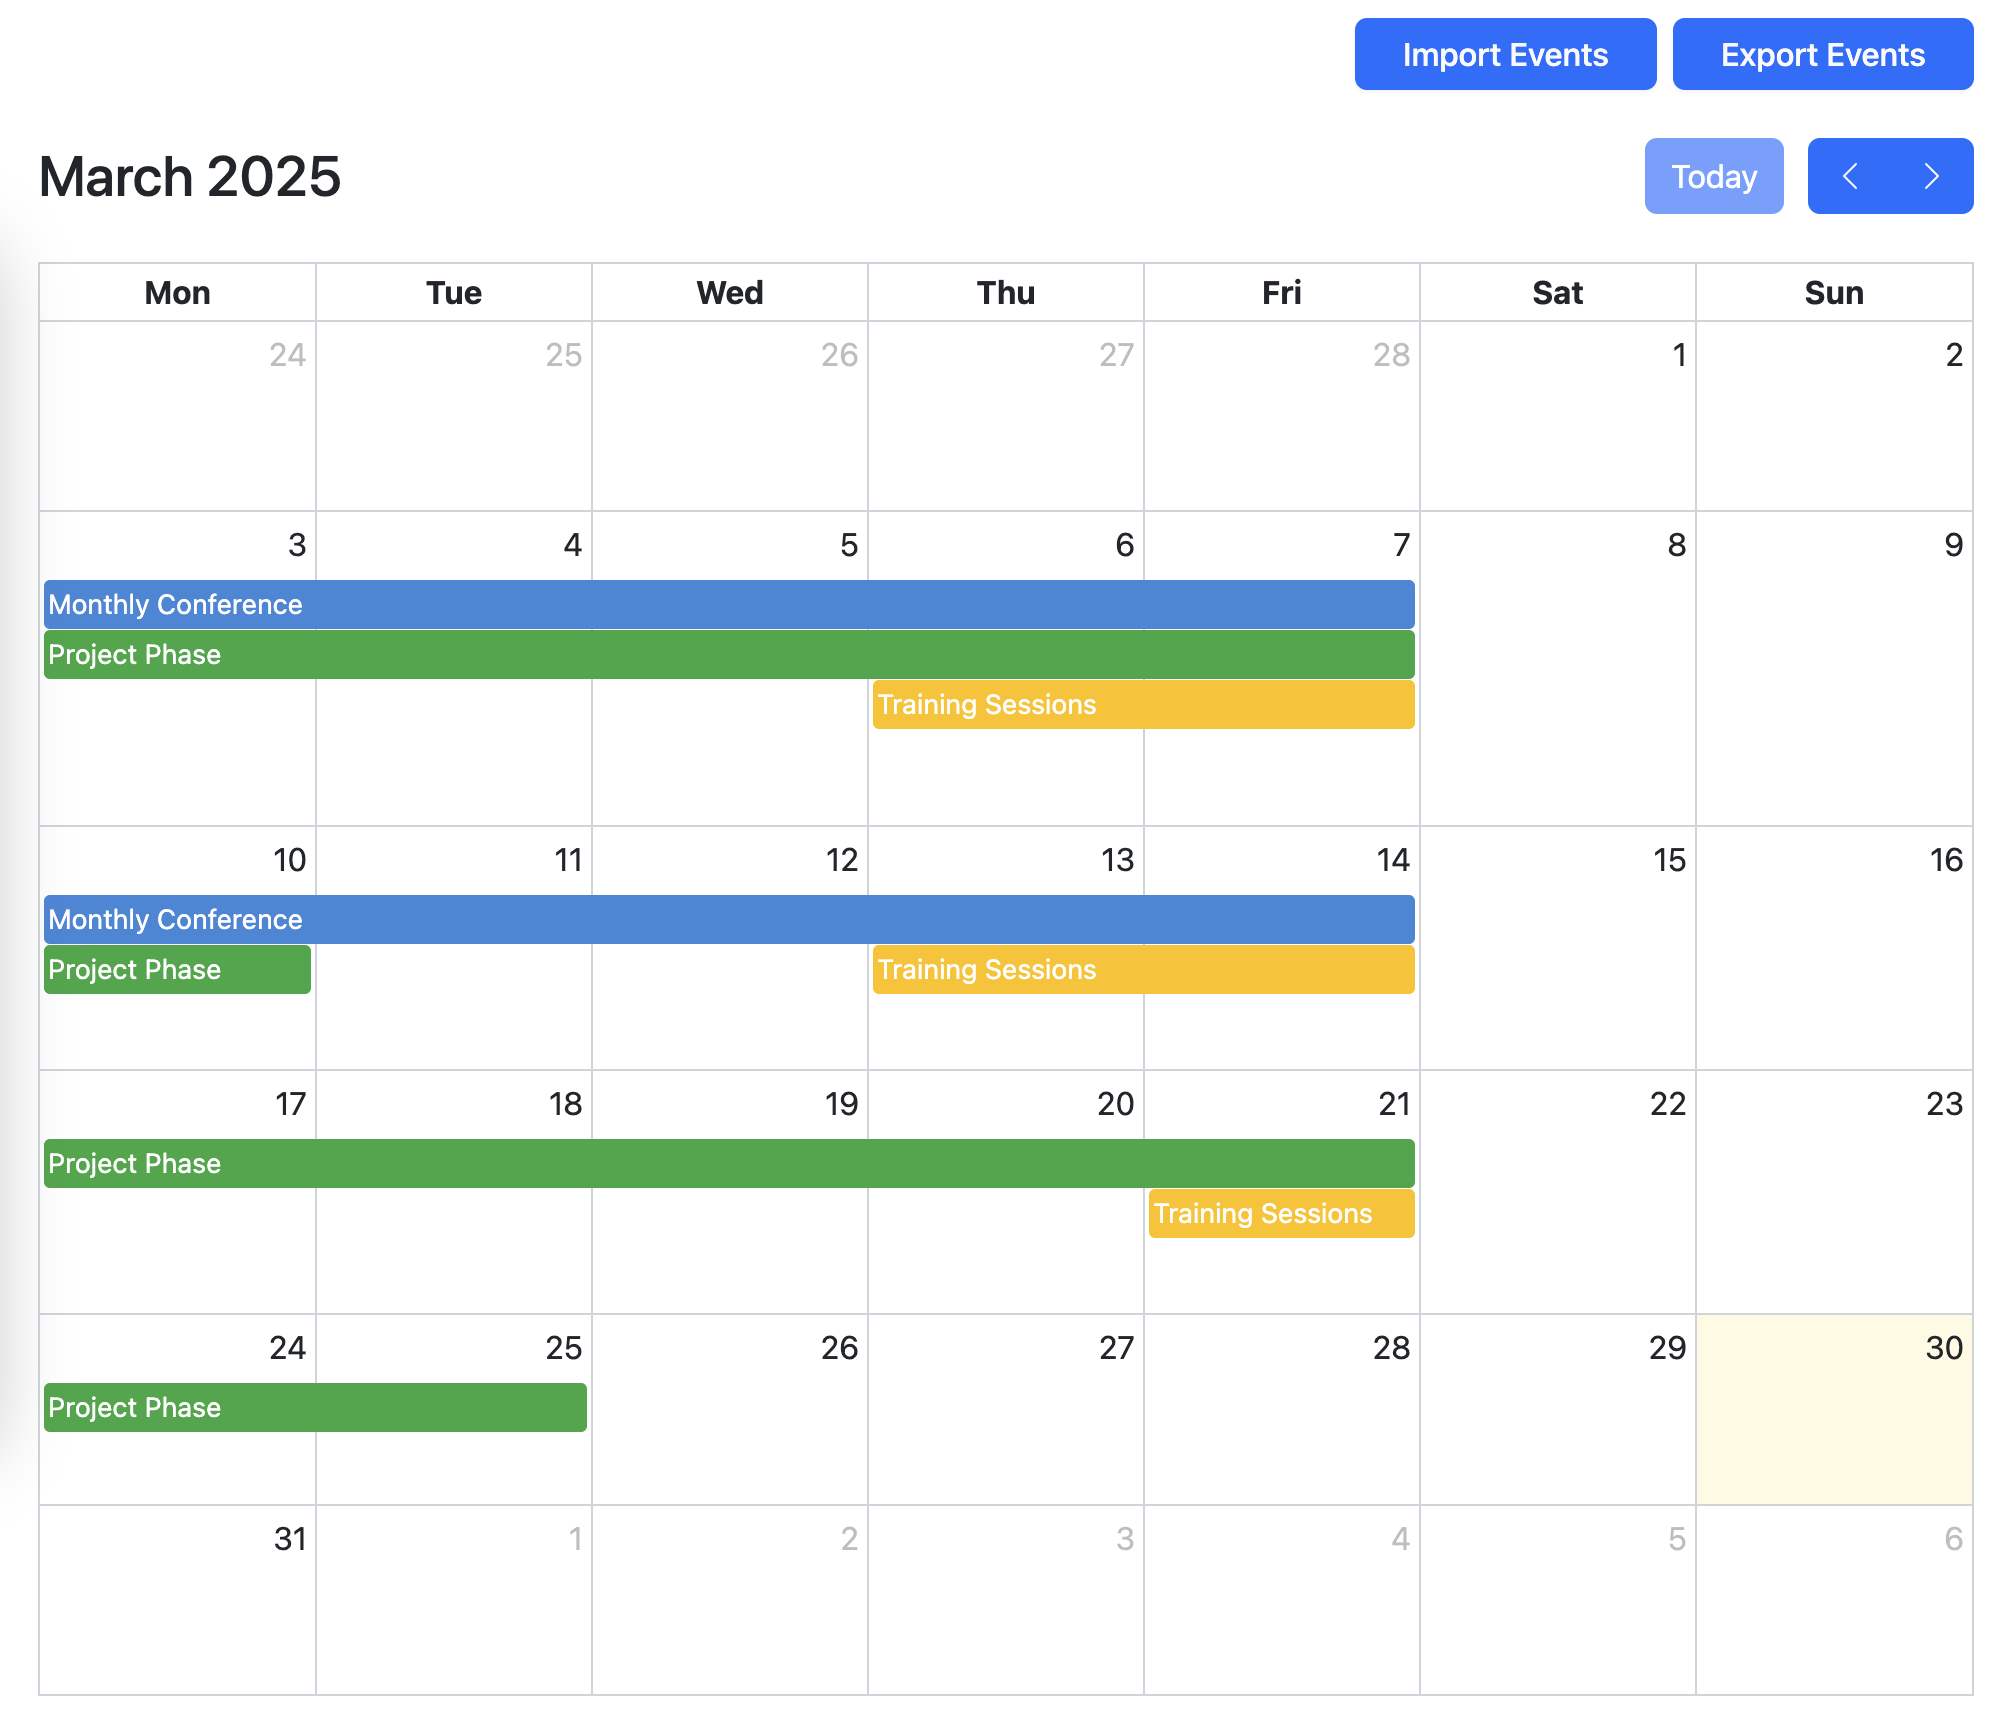 Import Events Export Events
March 2025 Today
Mon Tue Wed Thu Fri Sat Sun
24 25 26 27 28 1 2
3 4 5 6 7 8 9
Monthly Conference
Project Phase
Training Sessions
10 11 12 13 14 15 16
Monthly Conference
Project Phase Training Sessions
17 18 19 20 21 22 23
Project Phase
Training Sessions
24 25 26 27 28 29 30
Project Phase
31 1 2 3 4 5 6